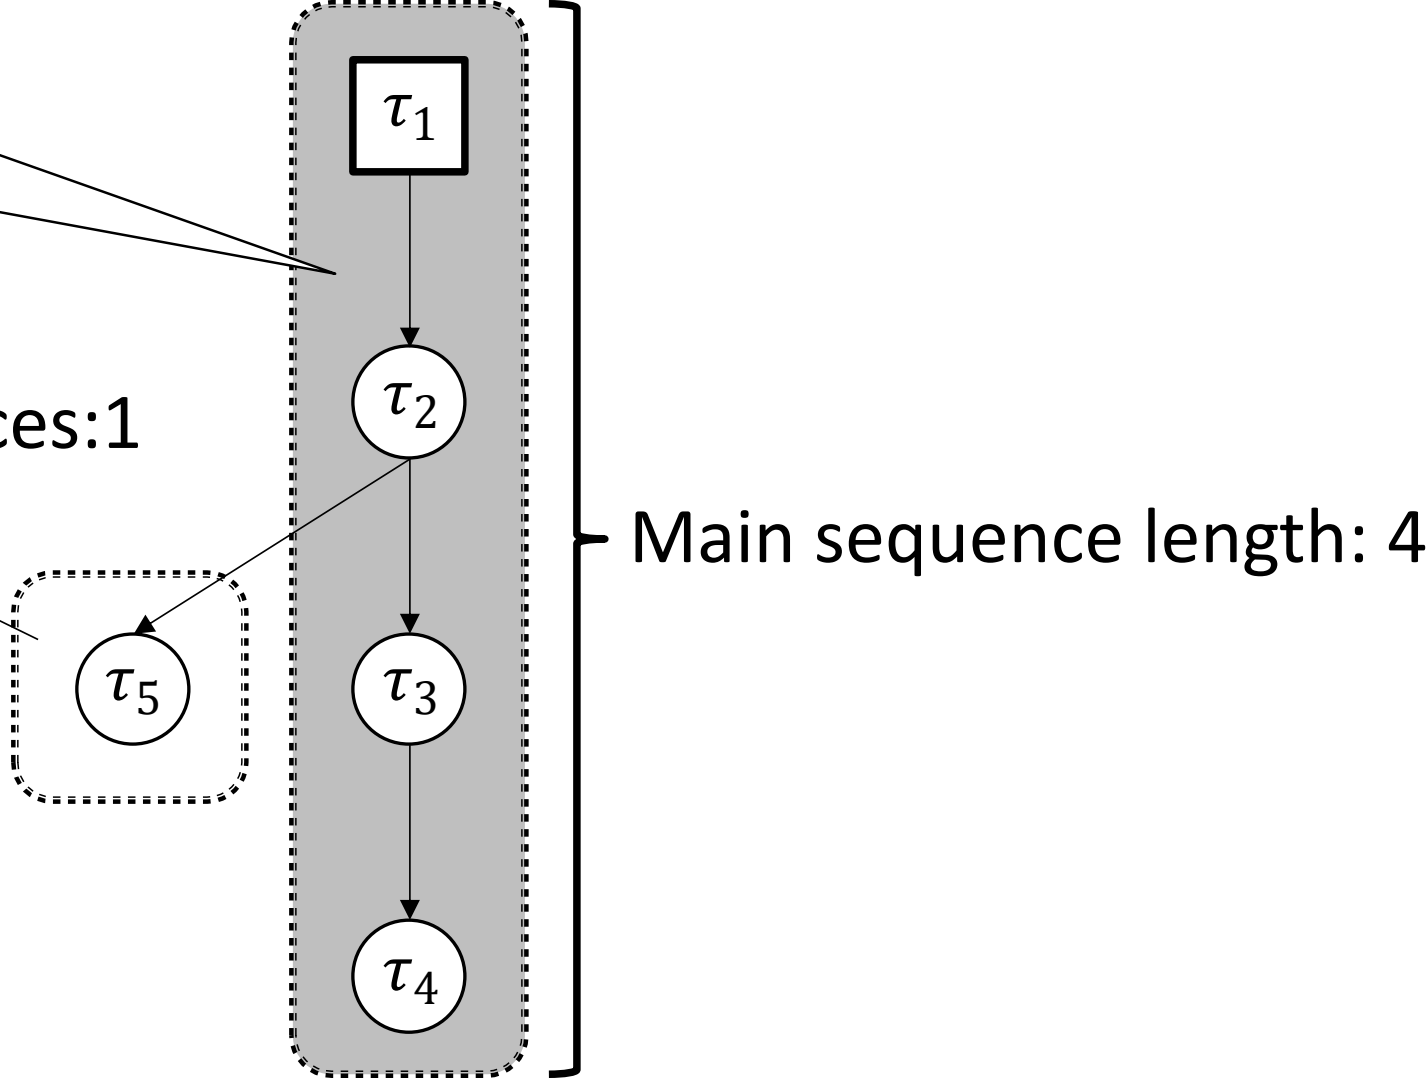 τ1
τ2
ces:1
Main sequence length: 4
τ5
τ3
τ4